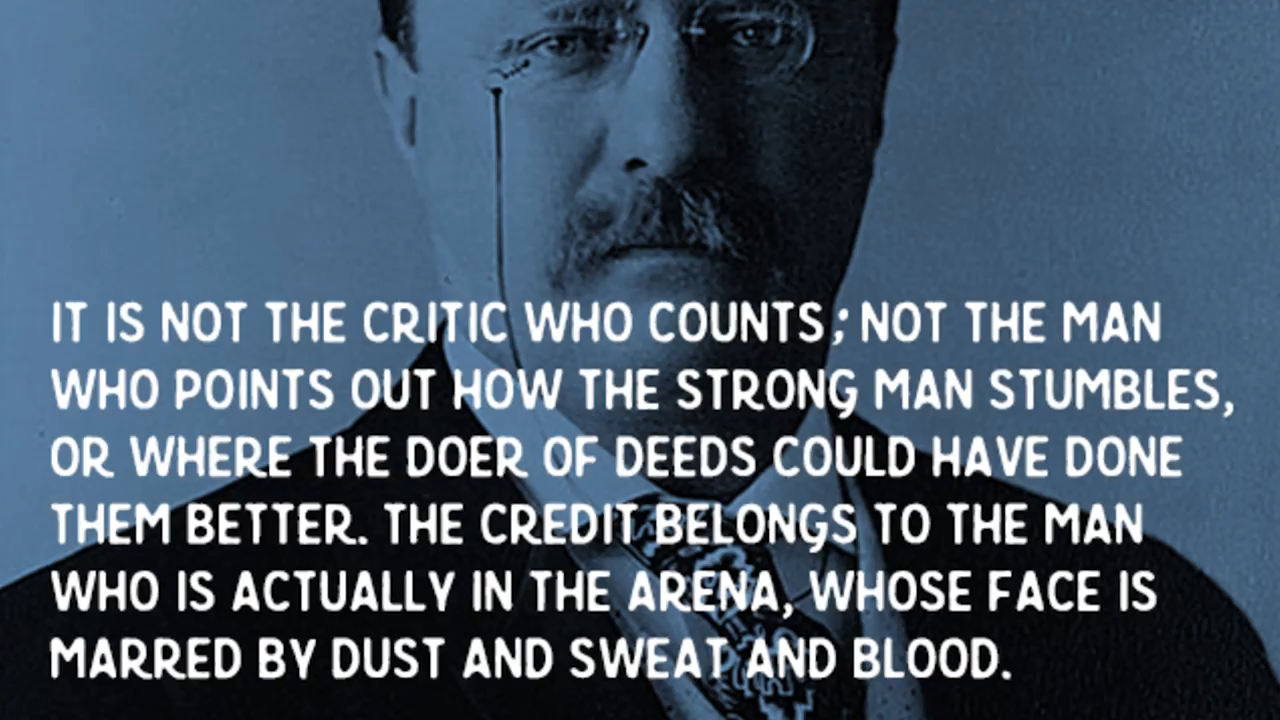 IT IS NOT THE CRITIC WHO COUNTS; NOT THE MAN
WHO POINTS OUT HOW THE STRONG MAN STUMBLES,
OR WHERE THE DOER OF DEEDS COULD HAVE DONE
THEM BETTER. THE CREDIT BELONGS TO THE MAN
WHO IS ACTUALLY IN THE ARENA, WHOSE FACE IS
MARRED BY DUST AND SWEAT AND BLOOD.